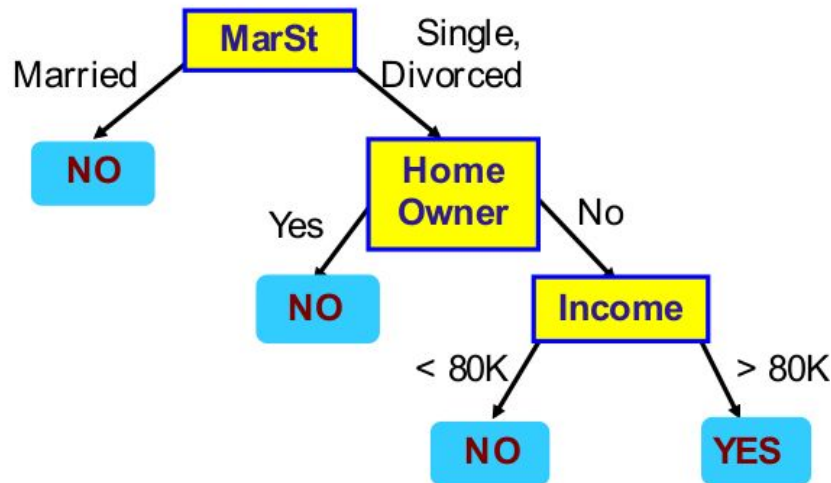 MarSt
Single,
Married
Divorced
NO
Home
Owner
Yes
No
NO
Income
< 80K
> 80K
NO
YES